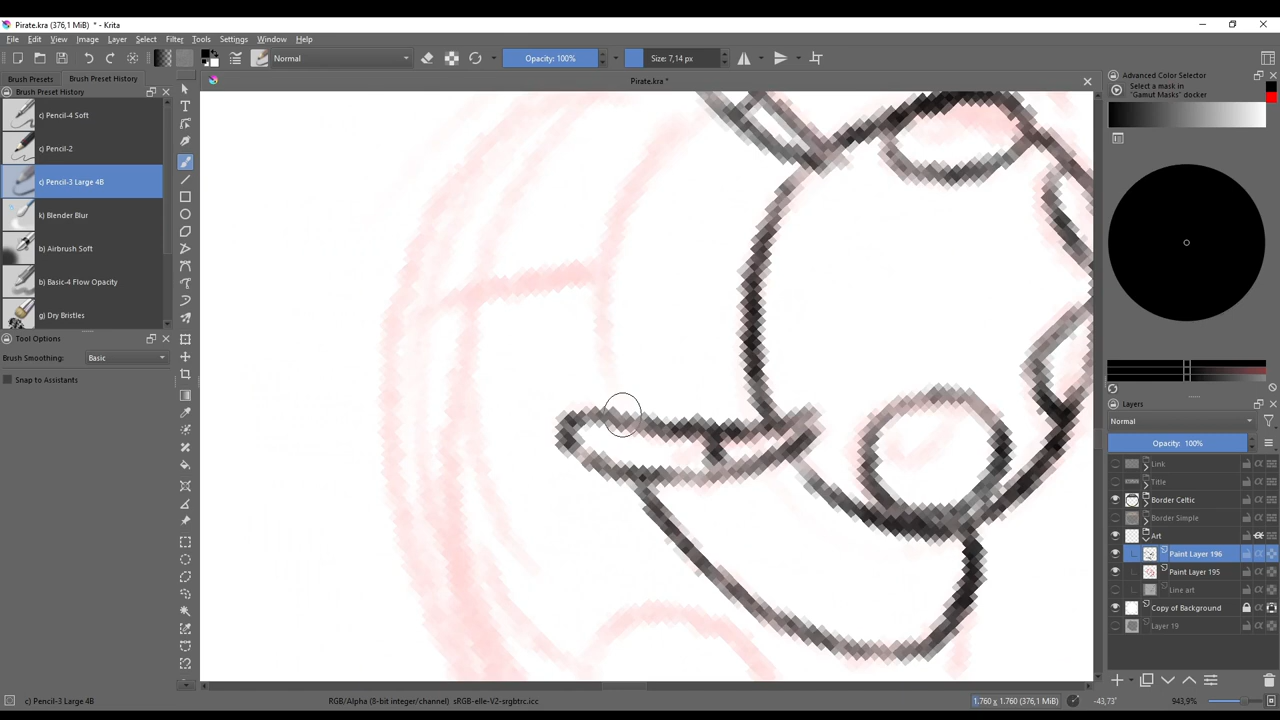 Pirate.kra (376,1 MiB) * - Krita
File Edit View Image Layer Select Filter Tools Settings Window Help
Normal
Opacity: 100%
Size: 7,14 px
Brush Presets Brush Preset History
Pirate.kra *
Brush Preset History
c) Pencil-4 Soft
c) Pencil-2
c) Pencil-3 Large 4B
k) Blender Blur
b) Airbrush Soft
b) Basic-4 Flow Opacity
g) Dry Bristles
Tool Options
Brush Smoothing: Basic
Snap to Assistants
Advanced Color Selector
Select a mask in
"Gamut Masks" docker
Layers
Normal
Opacity: 100%
Link
Title
Border Celtic
Border Simple
Art
Paint Layer 196
Paint Layer 195
Line art
Copy of Background
Layer 19
c) Pencil-3 Large 4B
RGB/Alpha (8-bit integer/channel) sRGB-elle-V2-srgbtrc.icc
1.760 x 1.760 (376,1 MiB)
-43,73°
943,9%